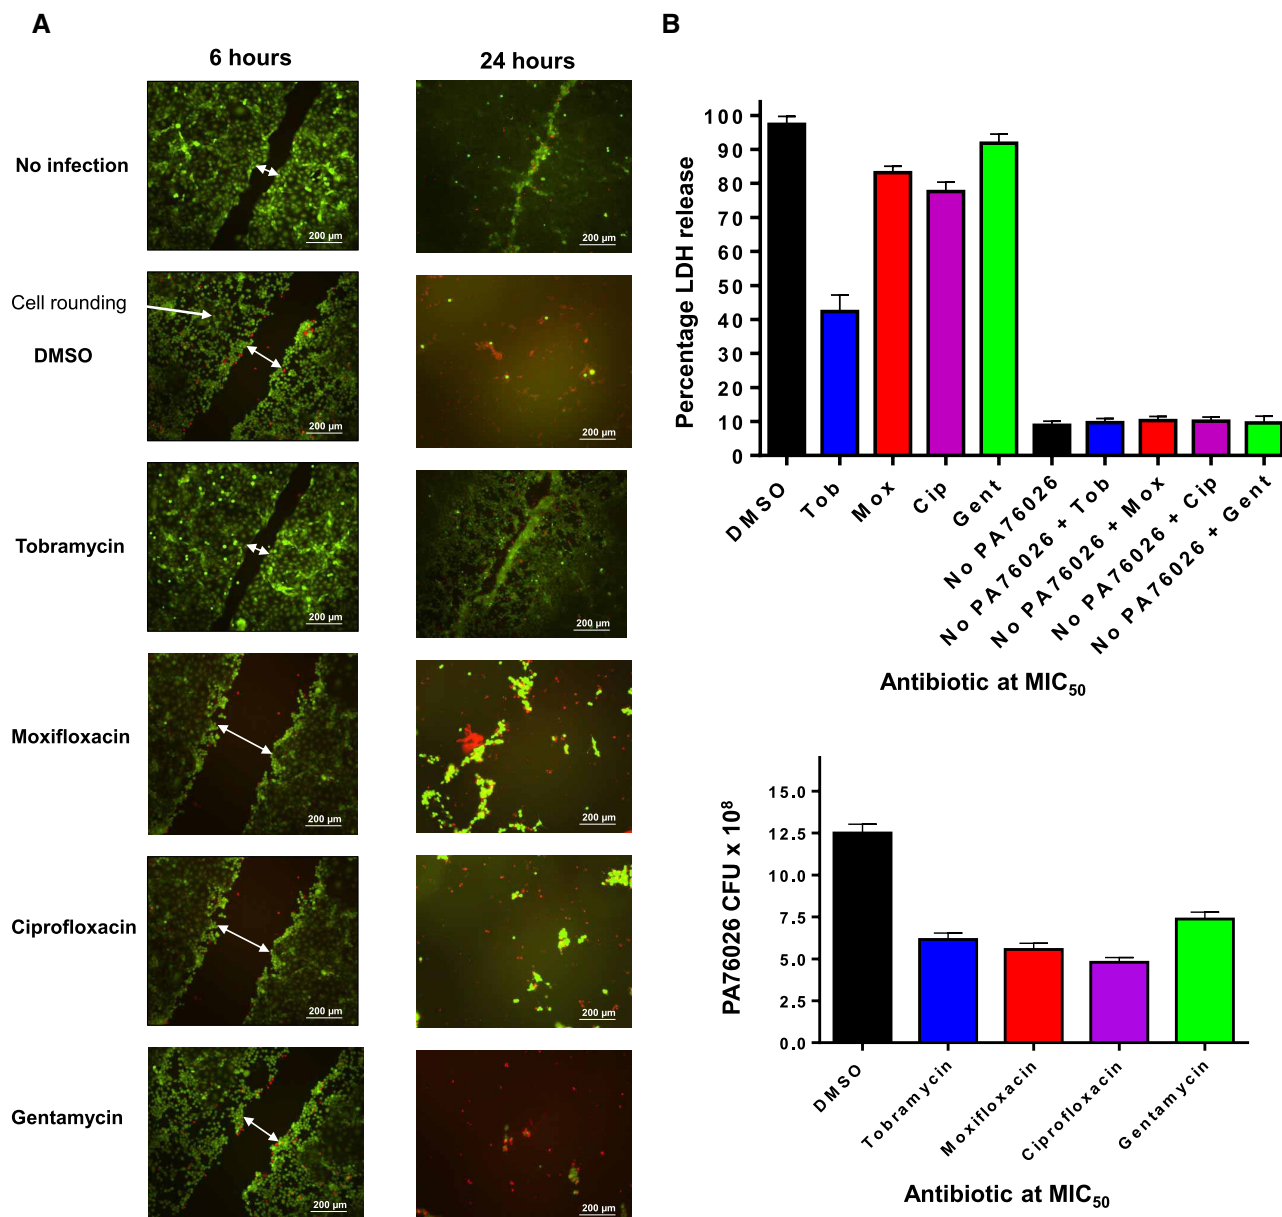 A
6 hours
24 hours
No infection
200 µm
200 µm
Cell rounding
DMSO
200 µm
200 µm
Tobramycin
200 µm
200 µm
Moxifloxacin
200 µm
200 µm
Ciprofloxacin
200 µm
200 µm
Gentamycin
200 µm
200 µm
B
Percentage LDH release
100
90
80
70
60
50
40
30
20
10
0
DMSO
Tob
Mox
Cip
Gent
No PA76026
No PA76026 + Tob
No PA76026 + Mox
No PA76026 + Cip
No PA76026 + Gent
Antibiotic at MIC50
PA76026 CFU x 10^8
15.0
12.5
10.0
7.5
5.0
2.5
0.0
DMSO
Tobramycin
Moxifloxacin
Ciprofloxacin
Gentamycin
Antibiotic at MIC50